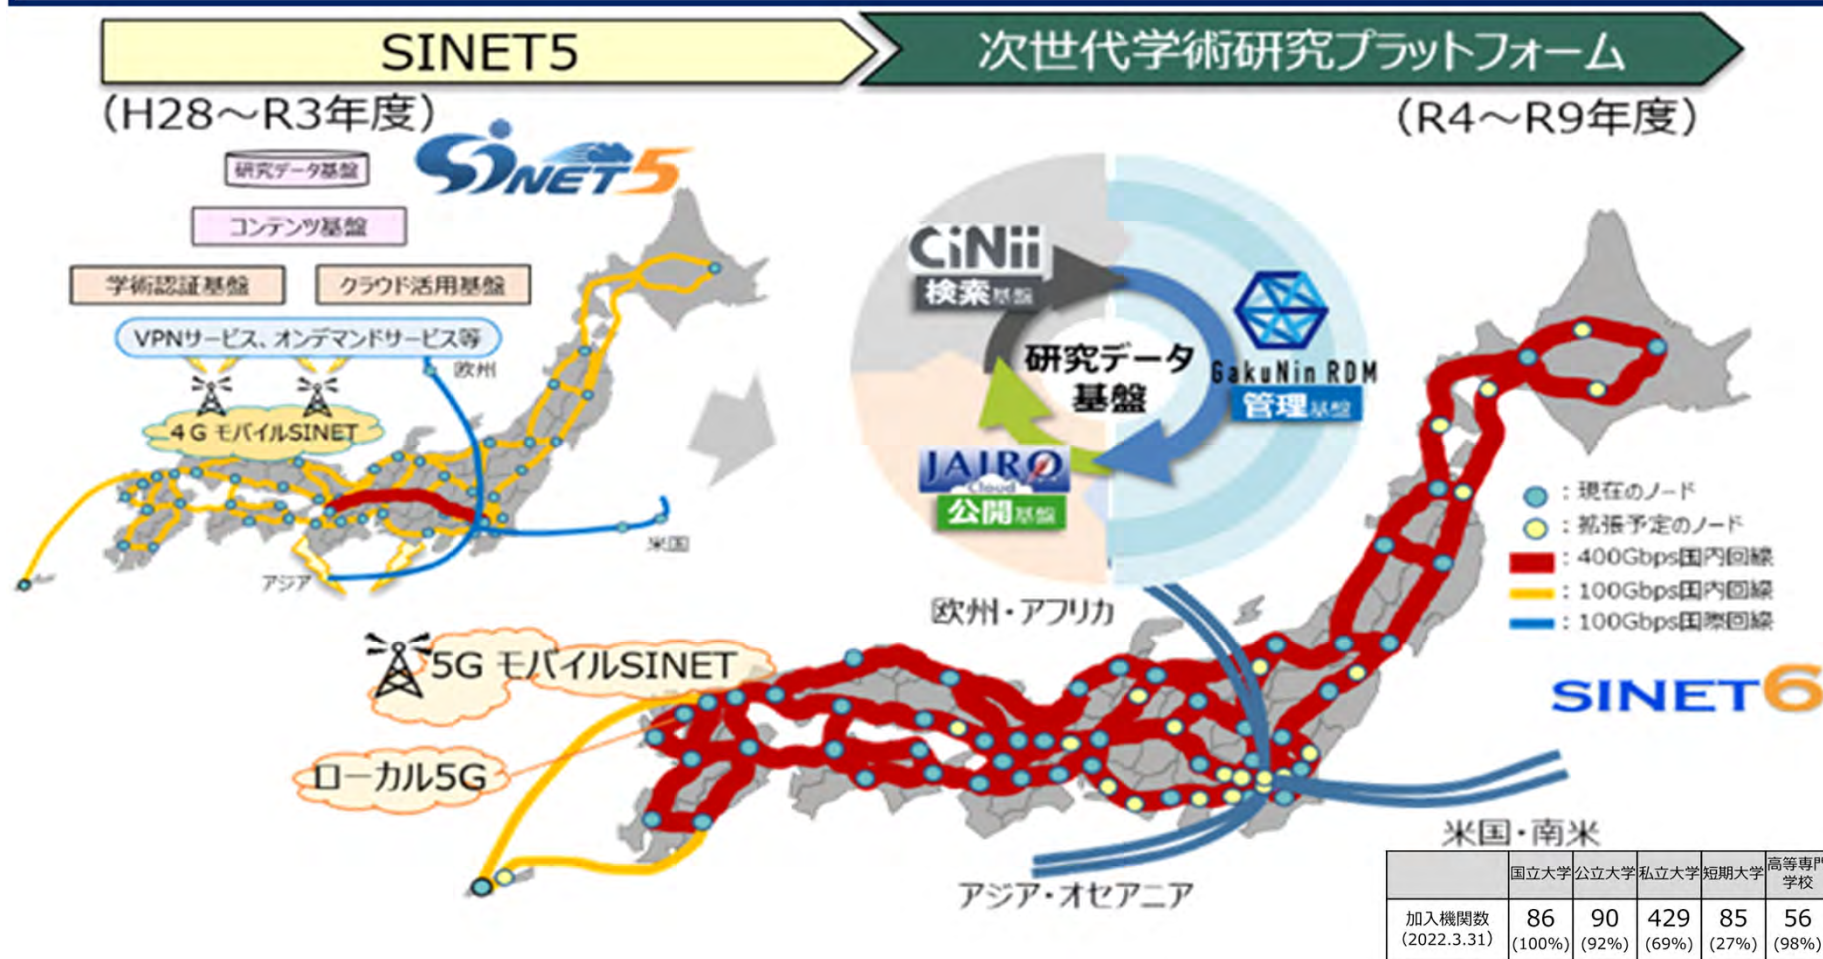 SINET5
次世代学術研究プラットフォーム
（H28～R3年度）
（R4～R9年度）
SiNET5
研究データ基盤
コンテンツ基盤
学術認証基盤
クラウド活用基盤
VPNサービス、オンデマンドサービス等
欧州
4G モバイルSINET
アジア
米国
CiNii
検索基盤
研究データ
基盤
GakuNin RDM
管理基盤
JAIRO
Cloud
公開基盤
：現在のノード
：拡張予定のノード
：400Gbps国内回線
：100Gbps国内回線
：100Gbps国際回線
SINET6
欧州・アフリカ
5G モバイルSINET
ローカル5G
米国・南米
アジア・オセアニア
国立大学 公立大学 私立大学 短期大学 高等専門
学校
加入機関数 86 90 429 85 56
（2022.3.31） (100%) (92%) (69%) (27%) (98%)